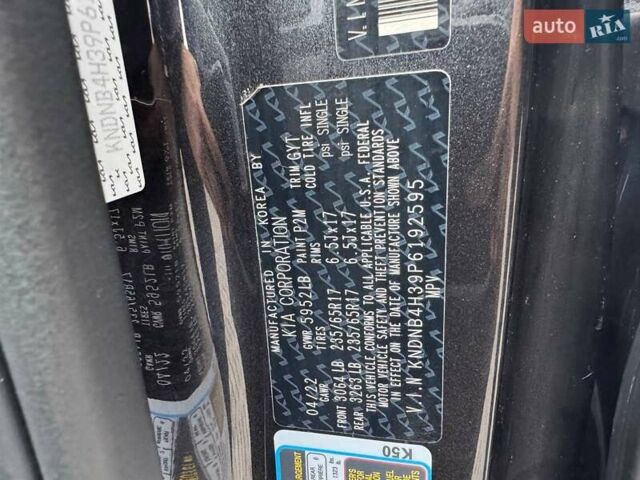 AUTO RIA.com
V.I.N
KNDNB4H39P6
MANUFACTURED IN KOREA BY
KIA CORPORATION
04/22 GVWR 5952LB PAINT P2M TRIM GYT
GAWR TIRES RIMS COLD TIRE INFL
FRONT 3064LB 235/65R17 6.5Jx17 psi SINGLE
REAR 3263LB 235/65R17 6.5Jx17 psi SINGLE
THIS VEHICLE CONFORMS TO ALL APPLICABLE U.S.A. FEDERAL
MOTOR VEHICLE SAFETY AND THEFT PREVENTION STANDARDS
IN EFFECT ON THE DATE OF MANUFACTURE SHOWN ABOVE
V.I.N KNDNB4H39P6192595
MPV
K50